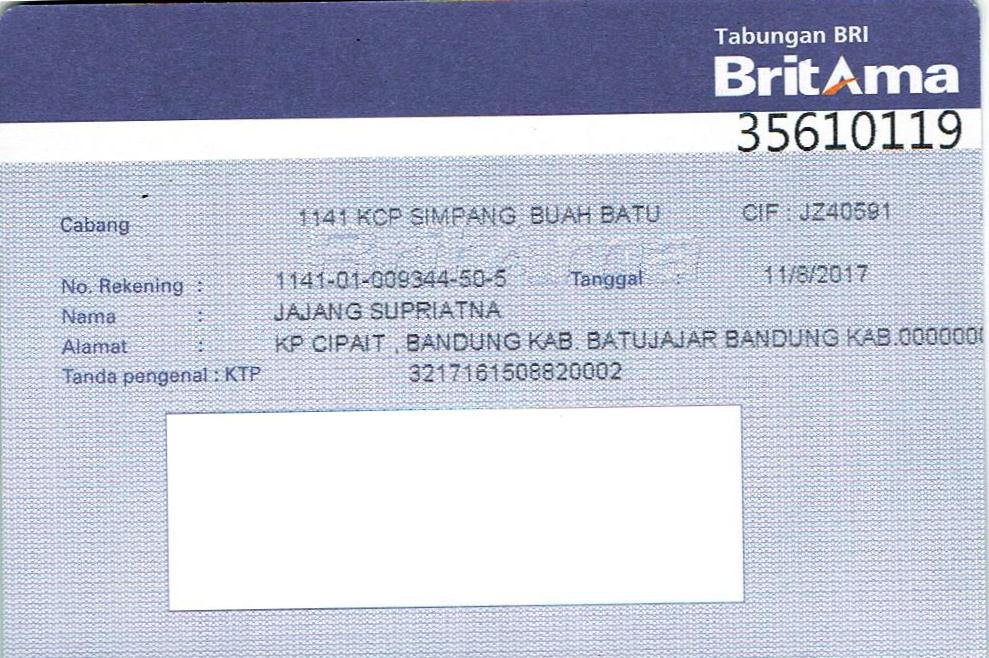 Tabungan BRI
BritAma
35610119
Cabang 1141 KCP SIMPANG BUAH BATU CIF : JZ40591
No. Rekening : 1141-01-009344-50-5 Tanggal : 11/8/2017
Nama : JAJANG SUPRIATNA
Alamat : KP CIPAIT , BANDUNG KAB. BATUJAJAR BANDUNG KAB.000000
Tanda pengenal : KTP 3217161508820002